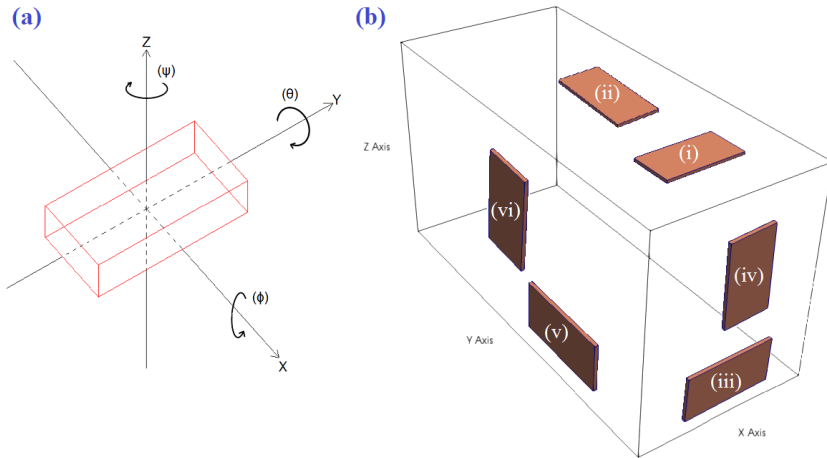 (a)
Z
(ψ)
(θ)
Y
(ϕ)
X
(b)
(ii)
(i)
Z Axis
(vi)
(iv)
(v)
Y Axis
(iii)
X Axis